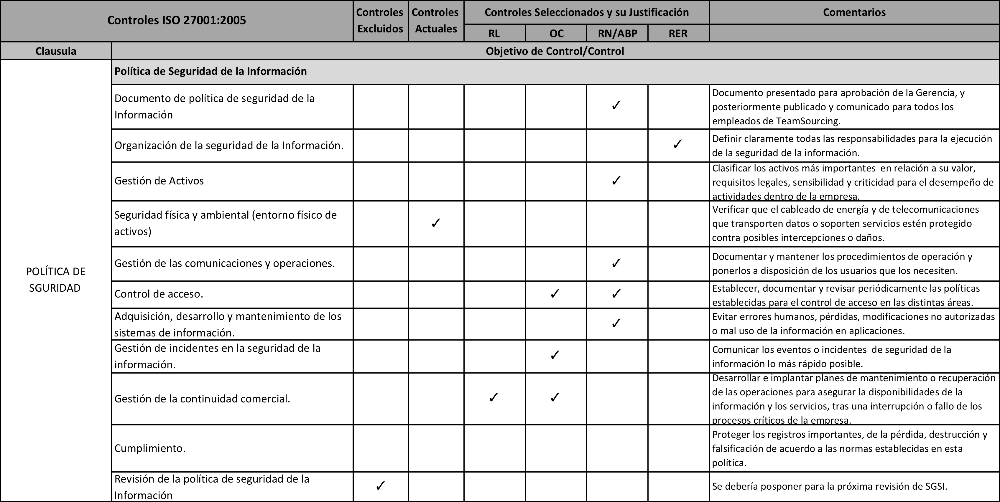 Controles ISO 27001:2005
Controles
Excluidos
Controles
Actuales
Controles Seleccionados y su Justificación
Comentarios
RL
OC
RN/ABP
RER
Clausula
Objetivo de Control/Control
POLÍTICA DE
SGURIDAD
Política de Seguridad de la Información
Documento de política de seguridad de la
Información
✓
Documento presentado para aprobación de la Gerencia, y
posteriormente publicado y comunicado para todos los
empleados de TeamSourcing.
Organización de la seguridad de la Información.
✓
Definir claramente todas las responsabilidades para la ejecución
de la seguridad de la información.
Gestión de Activos
✓
Clasificar los activos más importantes  en relación a su valor,
requisitos legales, sensibilidad y criticidad para el desempeño de
actividades dentro de la empresa.
Seguridad física y ambiental (entorno físico de
activos)
✓
Verificar que el cableado de energía y de telecomunicaciones
que transporten datos o soporten servicios estén protegido
contra posibles intercepciones o daños.
Gestión de las comunicaciones y operaciones.
✓
Documentar y mantener los procedimientos de operación y
ponerlos a disposición de los usuarios que los necesiten.
Control de acceso.
✓ ✓
Establecer, documentar y revisar periódicamente las políticas
establecidas para el control de acceso en las distintas áreas.
Adquisición, desarrollo y mantenimiento de los
sistemas de información.
✓
Evitar errores humanos, pérdidas, modificaciones no autorizadas
o mal uso de la información en aplicaciones.
Gestión de incidentes en la seguridad de la
información.
✓
Comunicar los eventos o incidentes  de seguridad de la
información lo más rápido posible.
Gestión de la continuidad comercial.
✓ ✓
Desarrollar e implantar planes de mantenimiento o recuperación
de las operaciones para asegurar la disponibilidades de la
información y los servicios, tras una interrupción o fallo de los
procesos críticos de la empresa.
Cumplimiento.
Proteger los registros importantes, de la pérdida, destrucción y
falsificación de acuerdo a las normas establecidas en esta
política.
Revisión de la política de seguridad de la
Información
✓
Se debería posponer para la próxima revisión de SGSI.